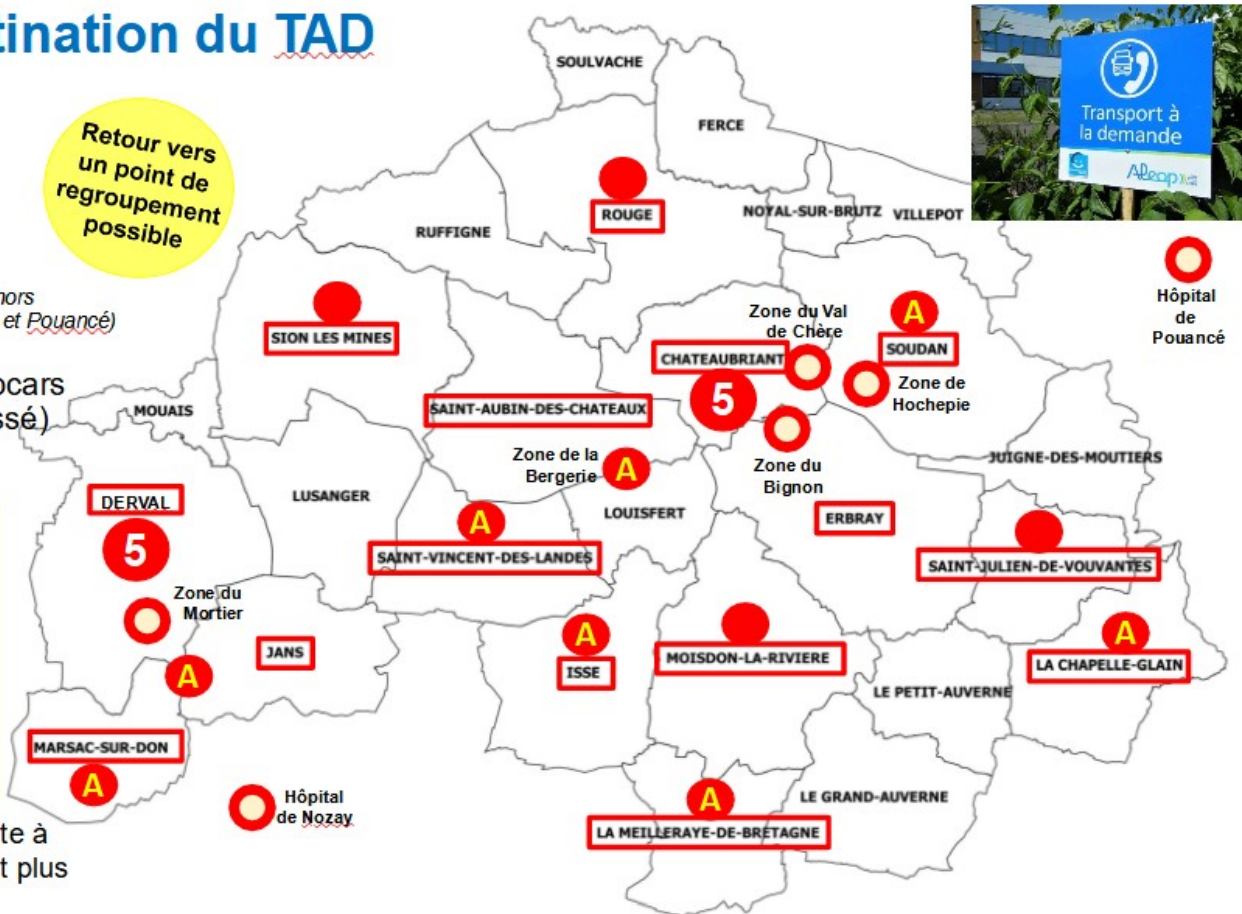 tination du TAD
Retour vers
un point de
regroupement
possible
Transport à
la demande
Aléop
SOULVACHE
FERCE
ROUGE
NOYAL-SUR-BRUTZ
VILLEPOT
RUFFIGNE
hors
et Pouancé)
SION LES MINES
Zone du Val
de Chère
A
SOUDAN
Hôpital
de
Pouancé
CHATEAUBRIANT
5
Zone de
Hochepie
ocars
ssé)
MOUAIS
SAINT-AUBIN-DES-CHATEAUX
Zone de la
Bergerie
A
Zone du
Bignon
JUIGNE-DES-MOUTIERS
DERVAL
5
LUSANGER
A
SAINT-VINCENT-DES-LANDES
LOUISFERT
ERBRAY
SAINT-JULIEN-DE-VOUVANTES
Zone du
Mortier
A
JANS
A
ISSE
MOISDON-LA-RIVIERE
A
LA CHAPELLE-GLAIN
LE PETIT-AUVERNE
MARSAC-SUR-DON
A
Hôpital
de Nozay
A
LA MEILLERAYE-DE-BRETAGNE
LE GRAND-AUVERNE
te à
t plus